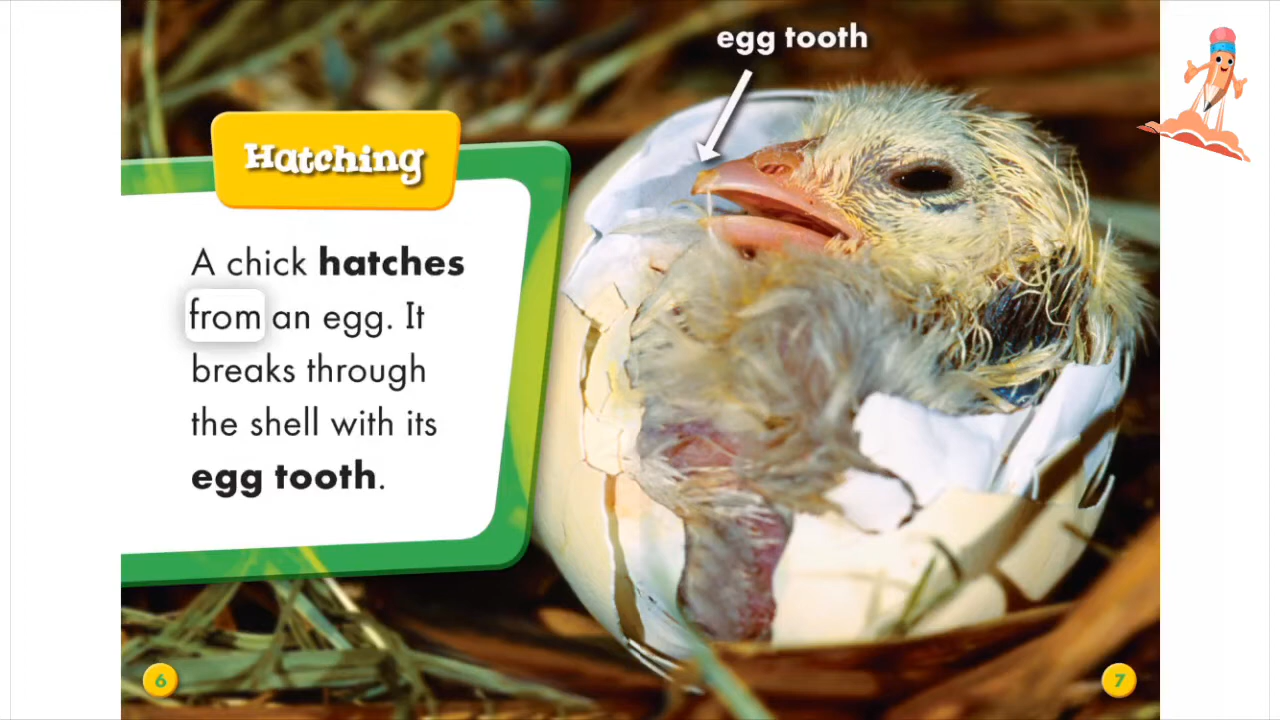 egg tooth
Hatching
A chick hatches
from an egg. It
breaks through
the shell with its
egg tooth.
6
7